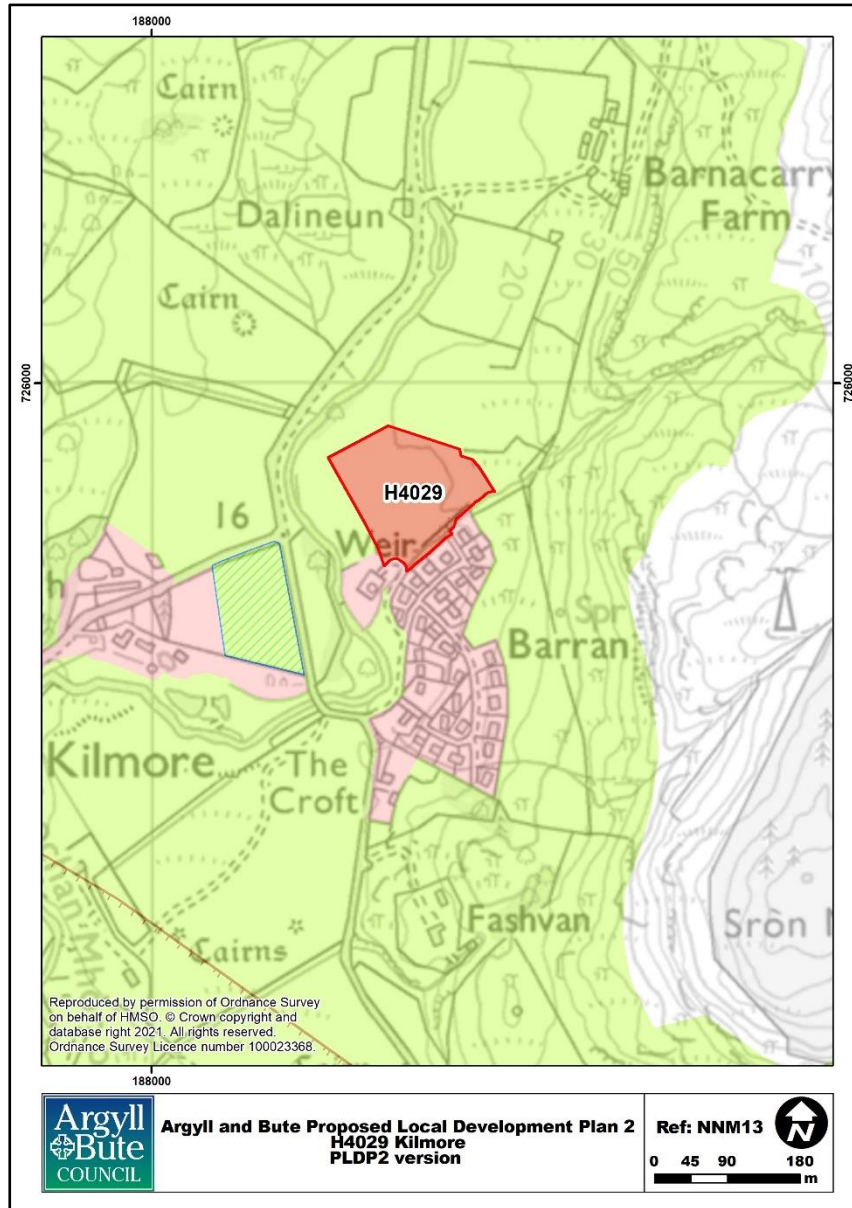 188000
Cairn
Dalineun
Barnacarry
Farm
Cairn
20
30
50
726000
726000
H4029
16
Weir
Spr
Barran
Kilmore
The
Croft
Fashvan
Cairns
Sròn
Reproduced by permission of Ordnance Survey
on behalf of HMSO. © Crown copyright and
database right 2021. All rights reserved.
Ordnance Survey Licence number 100023368.
188000
Argyll
&Bute
COUNCIL
Argyll and Bute Proposed Local Development Plan 2
H4029 Kilmore
PLDP2 version
Ref: NNM13
N
0 45 90 180
m